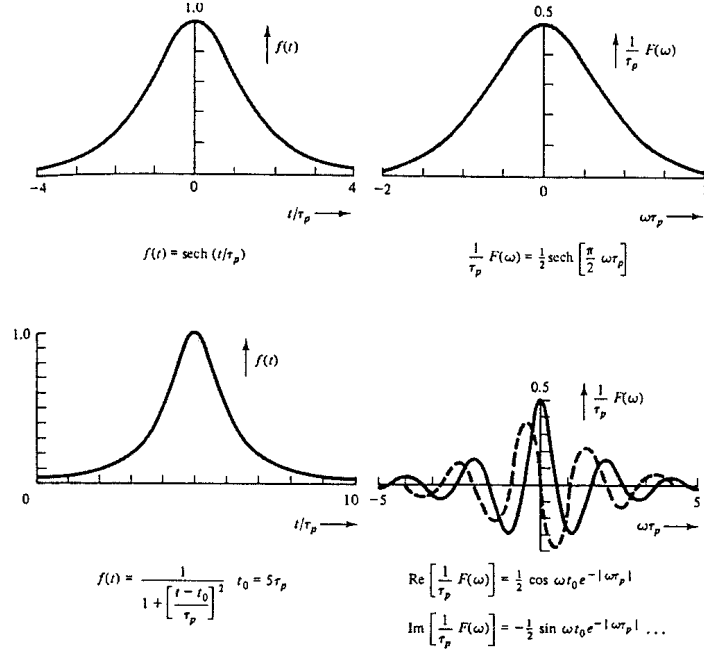 1.0
f(t)
-4 0 4
t/τp
f(t) = sech (t/τp)
0.5
1/τp F(ω)
-2 0 2
ωτp
1/τp F(ω) = 1/2 sech [π/2 ωτp]
1.0
f(t)
0 10
t/τp
f(t) = 1 / (1 + [(t − t0)/τp]^2) t0 = 5τp
0.5
1/τp F(ω)
-5 5
ωτp
Re [1/τp F(ω)] = 1/2 cos ωt0 e^−|ωτp|
Im [1/τp F(ω)] = −1/2 sin ωt0 e^−|ωτp| ...